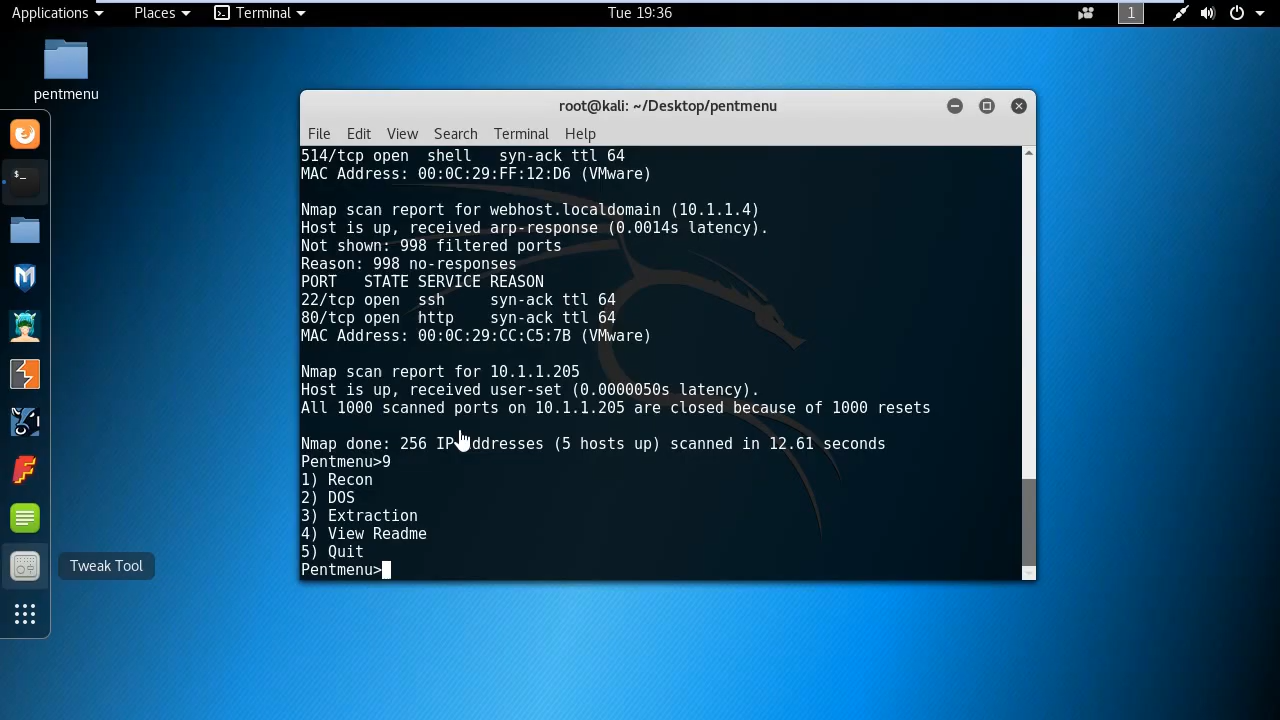 Applications Places Terminal Tue 19:36 1
pentmenu
root@kali: ~/Desktop/pentmenu
File Edit View Search Terminal Help
514/tcp open shell syn-ack ttl 64
MAC Address: 00:0C:29:FF:12:D6 (VMware)
Nmap scan report for webhost.localdomain (10.1.1.4)
Host is up, received arp-response (0.0014s latency).
Not shown: 998 filtered ports
Reason: 998 no-responses
PORT STATE SERVICE REASON
22/tcp open ssh syn-ack ttl 64
80/tcp open http syn-ack ttl 64
MAC Address: 00:0C:29:CC:C5:7B (VMware)
Nmap scan report for 10.1.1.205
Host is up, received user-set (0.0000050s latency).
All 1000 scanned ports on 10.1.1.205 are closed because of 1000 resets
Nmap done: 256 IP addresses (5 hosts up) scanned in 12.61 seconds
Pentmenu>9
1) Recon
2) DOS
3) Extraction
4) View Readme
5) Quit
Pentmenu>
Tweak Tool